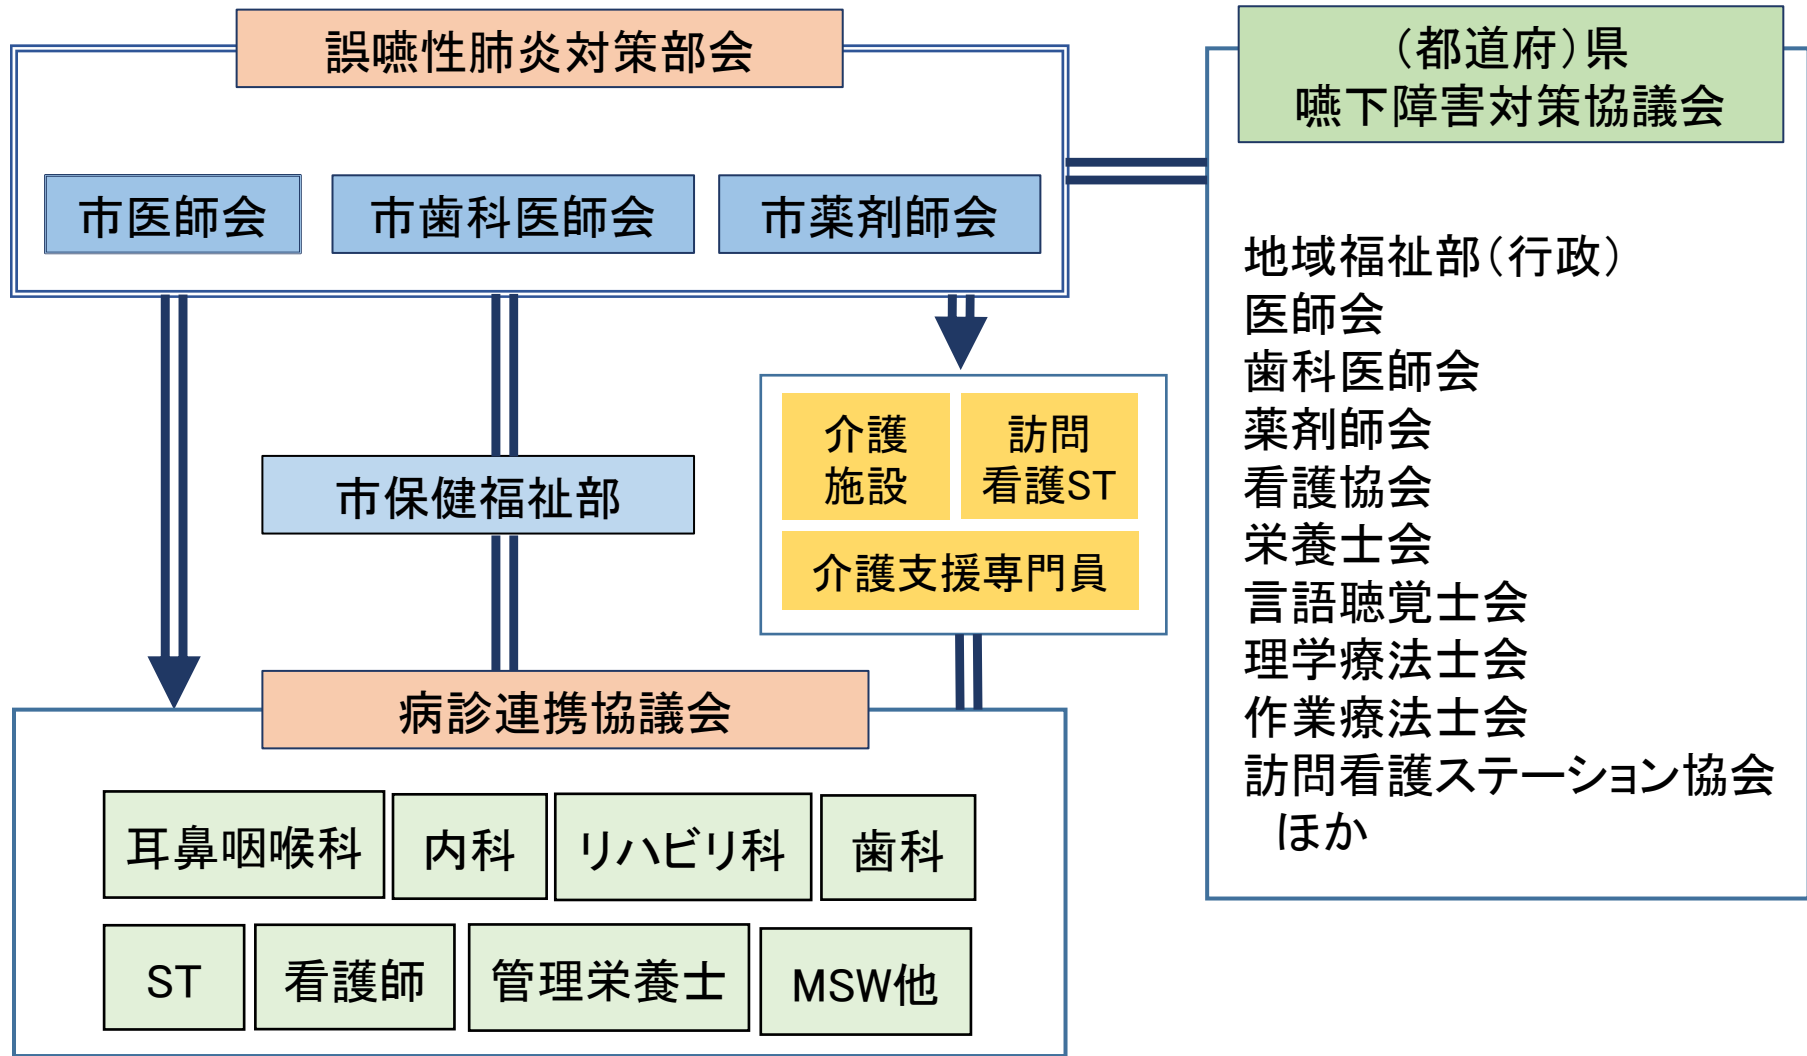 誤嚥性肺炎対策部会
市医師会
市歯科医師会
市薬剤師会
（都道府）県
嚥下障害対策協議会
地域福祉部（行政）
医師会
歯科医師会
薬剤師会
看護協会
栄養士会
言語聴覚士会
理学療法士会
作業療法士会
訪問看護ステーション協会
ほか
市保健福祉部
介護
施設
訪問
看護ST
介護支援専門員
病診連携協議会
耳鼻咽喉科
内科
リハビリ科
歯科
ST
看護師
管理栄養士
MSW他